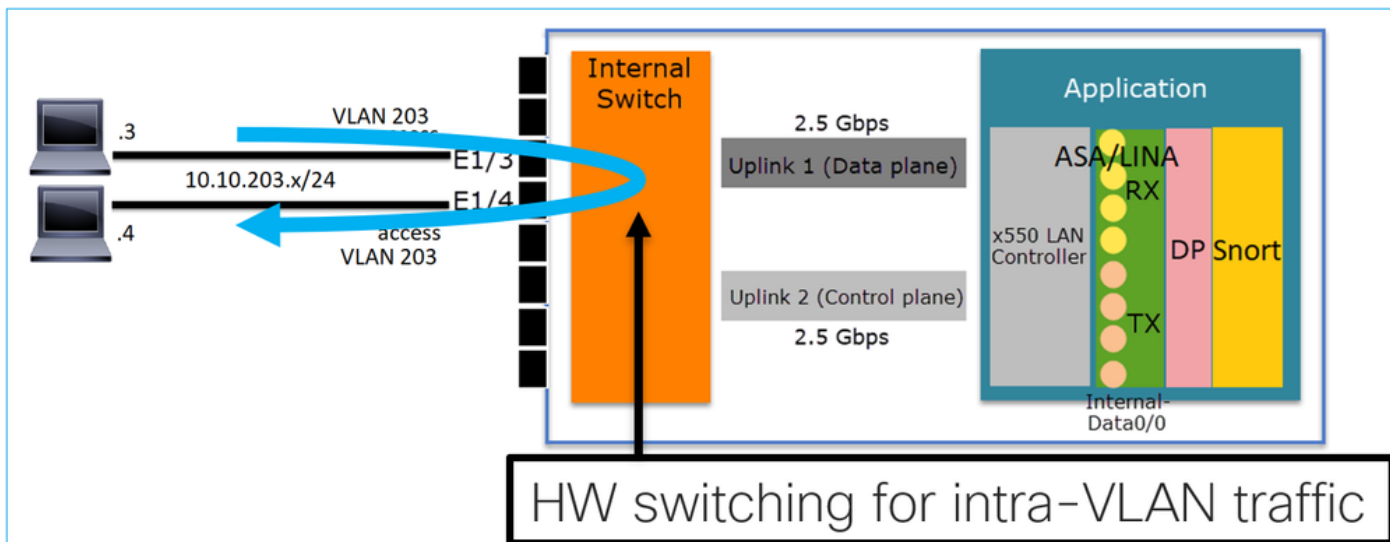 Internal
Switch
Application
VLAN 203
.3
E1/3
10.10.203.x/24
E1/4
.4
access
VLAN 203
2.5 Gbps
Uplink 1 (Data plane)
Uplink 2 (Control plane)
2.5 Gbps
x550 LAN
Controller
ASA/LINA
RX
TX
DP
Snort
Internal-
Data0/0
HW switching for intra-VLAN traffic